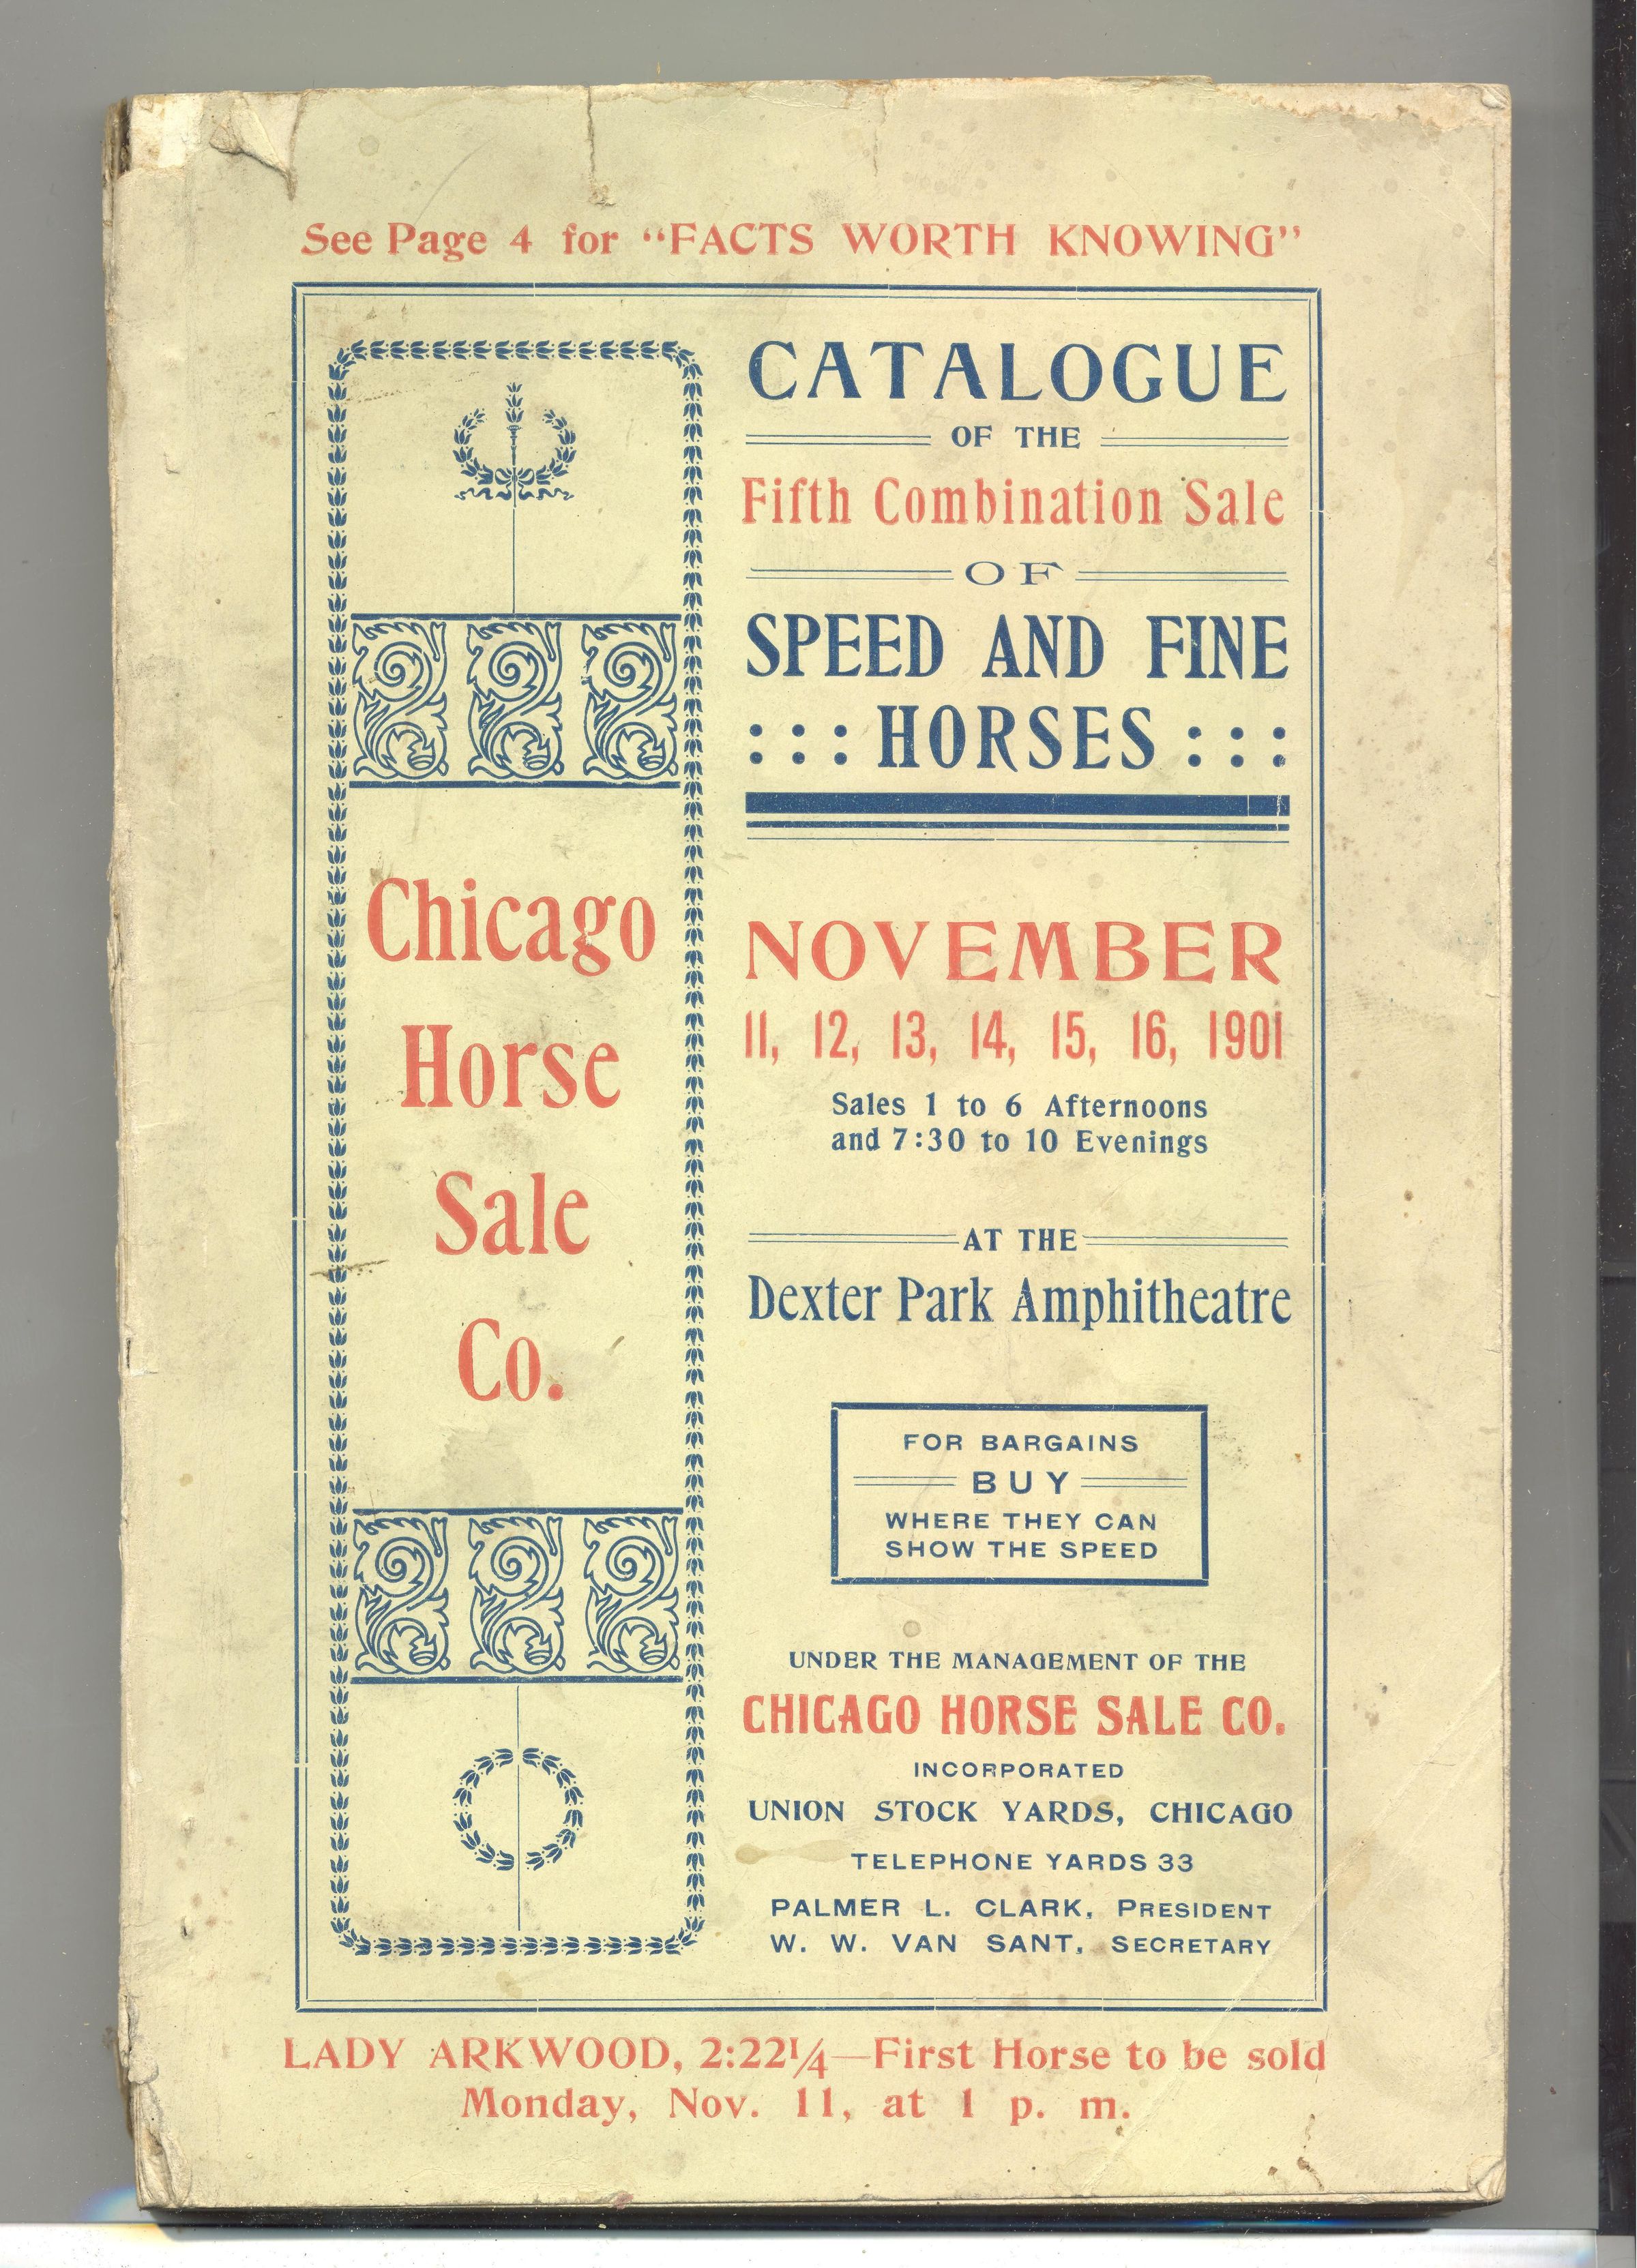 See Page 4 for “FACTS WORTH KNOWING”
Chicago
Horse
Sale
Co.
CATALOGUE
OF THE
Fifth Combination Sale
OF
SPEED AND FINE
: : : HORSES : : :
NOVEMBER
11, 12, 13, 14, 15, 16, 1901
Sales 1 to 6 Afternoons
and 7:30 to 10 Evenings
AT THE
Dexter Park Amphitheatre
FOR BARGAINS
BUY
WHERE THEY CAN
SHOW THE SPEED
UNDER THE MANAGEMENT OF THE
CHICAGO HORSE SALE CO.
INCORPORATED
UNION STOCK YARDS, CHICAGO
TELEPHONE YARDS 33
PALMER L. CLARK, PRESIDENT
W. W. VAN SANT, SECRETARY
LADY ARKWOOD, 2:22¼—First Horse to be sold
Monday, Nov. 11, at 1 p. m.